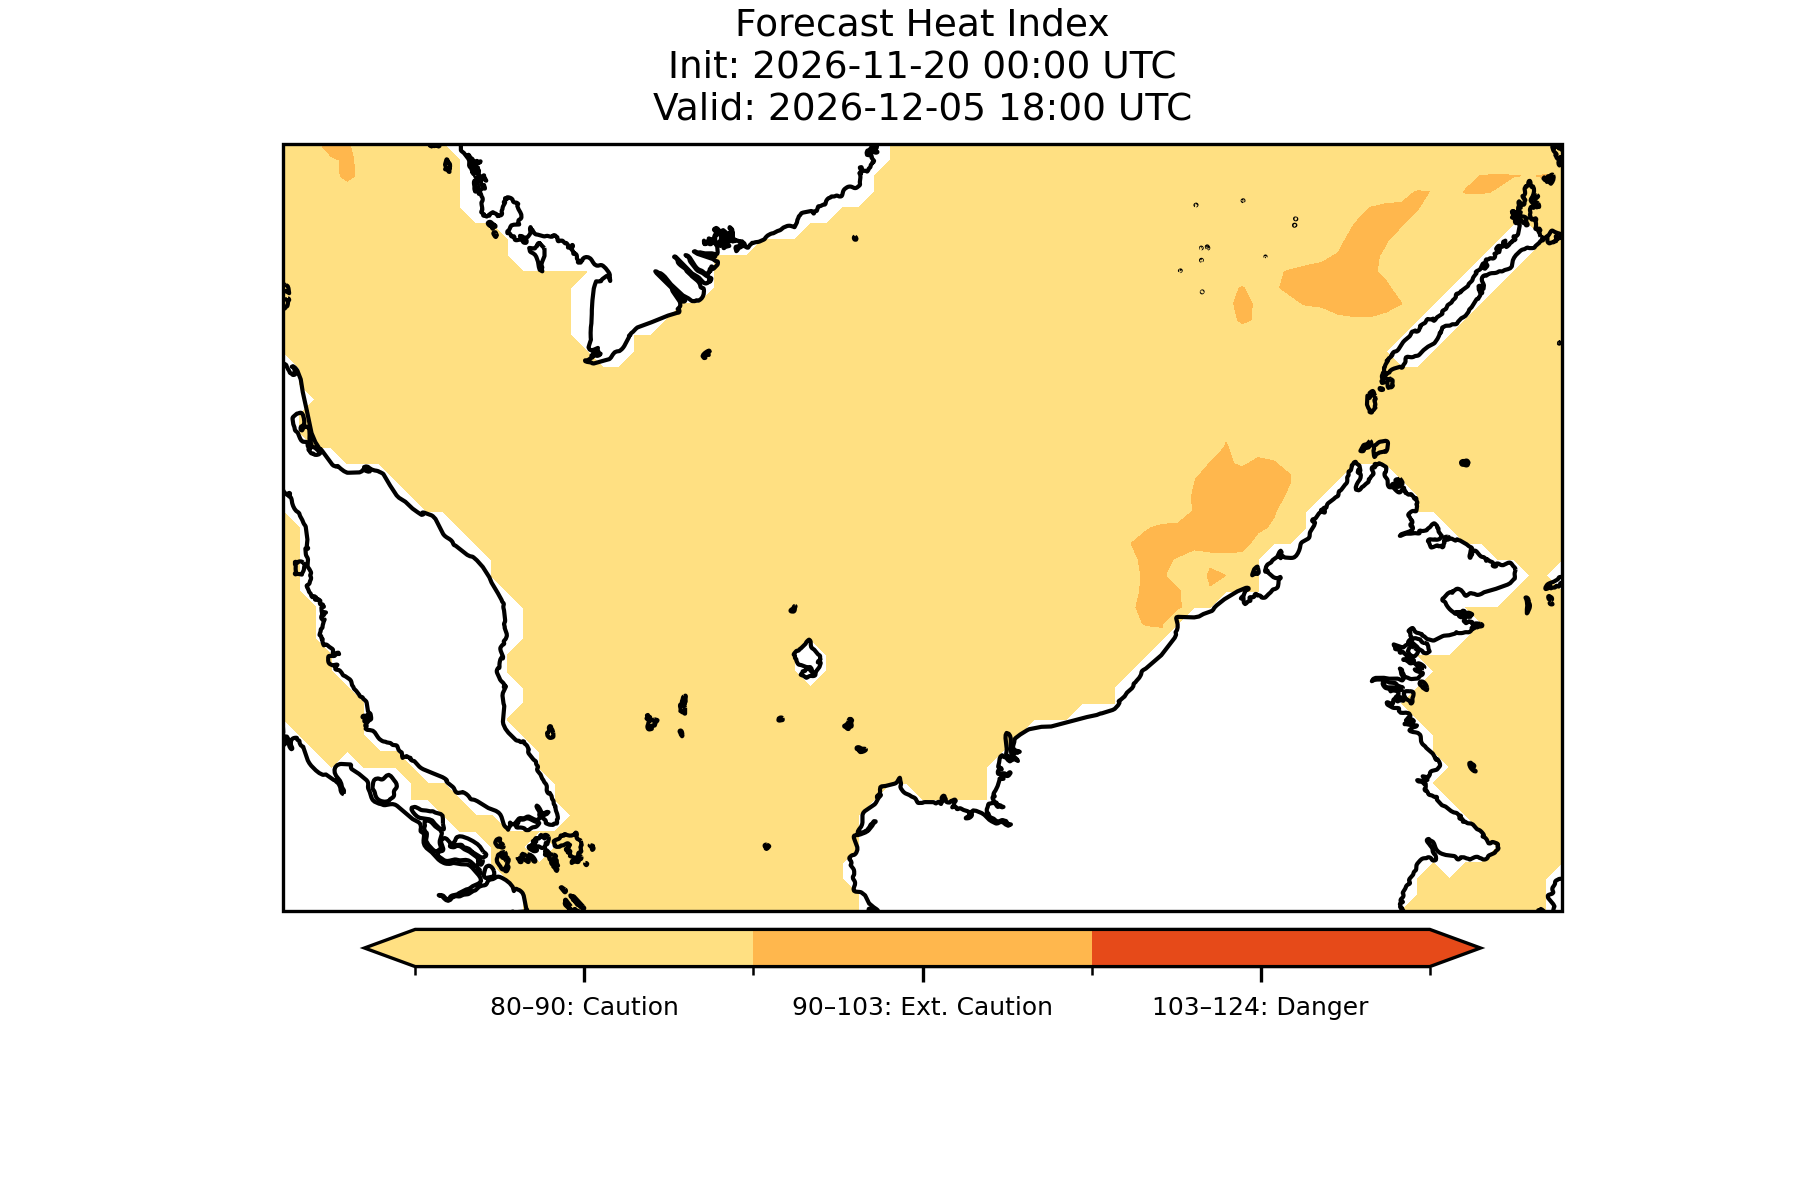 Forecast Heat Index
Init: 2026-11-20 00:00 UTC
Valid: 2026-12-05 18:00 UTC
80–90: Caution
90–103: Ext. Caution
103–124: Danger